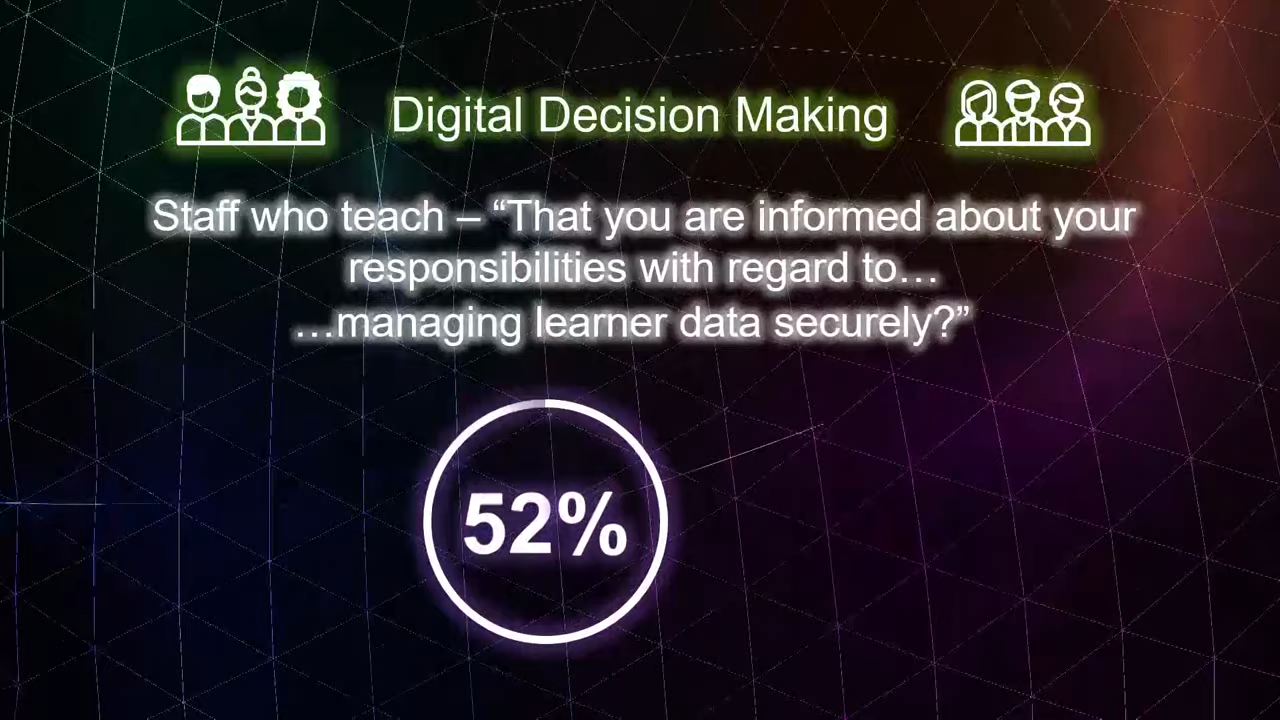 Digital Decision Making
Staff who teach – “That you are informed about your
responsibilities with regard to…
…managing learner data securely?”
52%